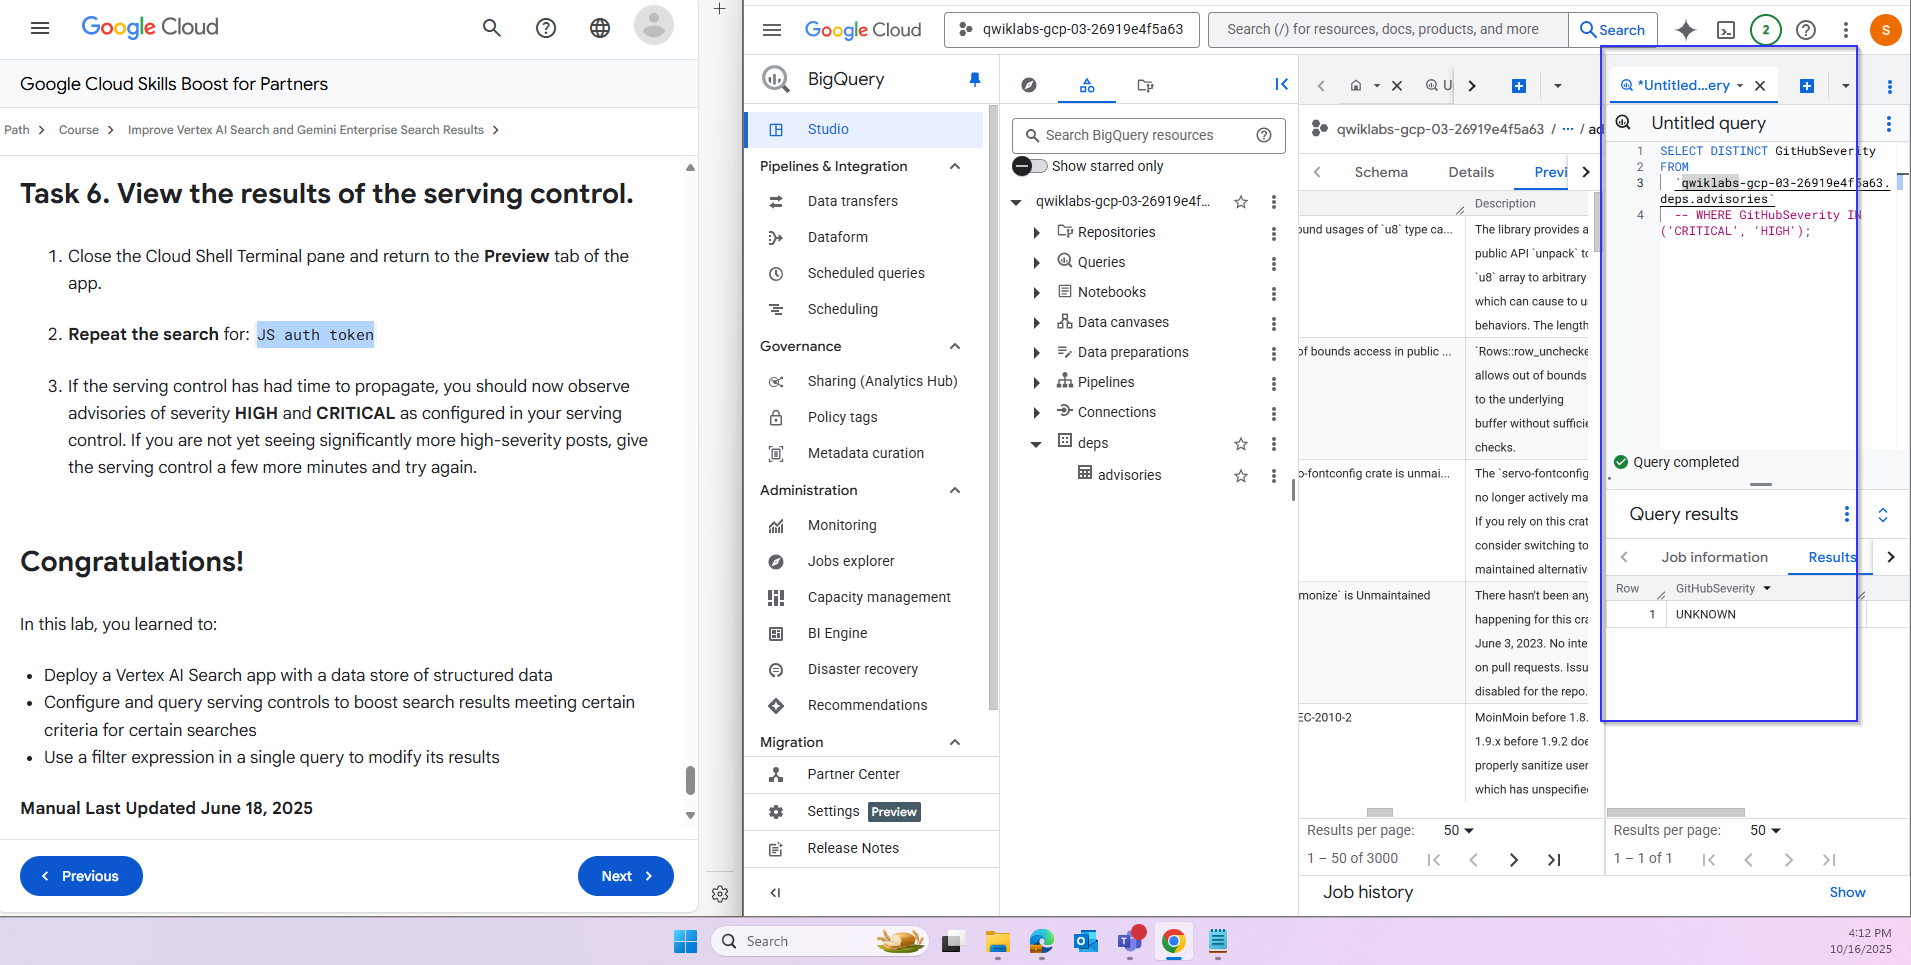 Google Cloud
Google Cloud Skills Boost for Partners
Path
Course
Improve Vertex AI Search and Gemini Enterprise Search Results
Task 6. View the results of the serving control.
1. Close the Cloud Shell Terminal pane and return to the Preview tab of the
app.
2. Repeat the search for: JS auth token
3. If the serving control has had time to propagate, you should now observe
advisories of severity HIGH and CRITICAL as configured in your serving
control. If you are not yet seeing significantly more high-severity posts, give
the serving control a few more minutes and try again.
Congratulations!
In this lab, you learned to:
• Deploy a Vertex AI Search app with a data store of structured data
• Configure and query serving controls to boost search results meeting certain
criteria for certain searches
• Use a filter expression in a single query to modify its results
Manual Last Updated June 18, 2025
Previous
Next
Google Cloud
qwiklabs-gcp-03-26919e4f5a63
Search (/) for resources, docs, products, and more
Search
2
S
BigQuery
Studio
Pipelines & Integration
Data transfers
Dataform
Scheduled queries
Scheduling
Governance
Sharing (Analytics Hub)
Policy tags
Metadata curation
Administration
Monitoring
Jobs explorer
Capacity management
BI Engine
Disaster recovery
Recommendations
Migration
Partner Center
Settings Preview
Release Notes
Search BigQuery resources
Show starred only
qwiklabs-gcp-03-26919e4f...
Repositories
Queries
Notebooks
Data canvases
Data preparations
Pipelines
Connections
deps
advisories
qwiklabs-gcp-03-26919e4f5a63 / ··· / ad
Schema
Details
Previ
Description
ound usages of `u8` type ca...
The library provides a
public API `unpack` to
`u8` array to arbitrary
which can cause to u
behaviors. The length
of bounds access in public ...
`Rows::row_unchecke
allows out of bounds
to the underlying
buffer without sufficie
checks.
o-fontconfig crate is unmai...
The `servo-fontconfig
no longer actively ma
If you rely on this crat
consider switching to
maintained alternativ
monize` is Unmaintained
There hasn't been any
happening for this cra
June 3, 2023. No inte
on pull requests. Issu
disabled for the repo.
EC-2010-2
MoinMoin before 1.8.
1.9.x before 1.9.2 doe
properly sanitize user
which has unspecifie
Results per page: 50
1 – 50 of 3000
Job history
Show
*Untitled...ery
Untitled query
1 SELECT DISTINCT GitHubSeverity
2 FROM
3 `qwiklabs-gcp-03-26919e4f5a63.
deps.advisories`
4 -- WHERE GitHubSeverity IN
('CRITICAL', 'HIGH');
Query completed
Query results
Job information
Results
Row
GitHubSeverity
1
UNKNOWN
Results per page: 50
1 – 1 of 1
Search
4:12 PM
10/16/2025